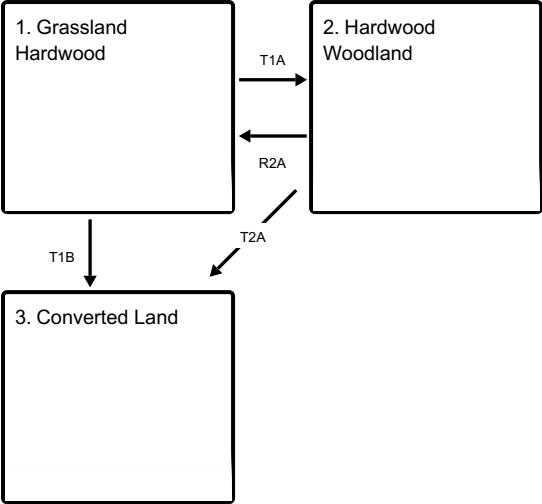 1. Grassland
Hardwood
2. Hardwood
Woodland
T1A
R2A
T2A
T1B
3. Converted Land